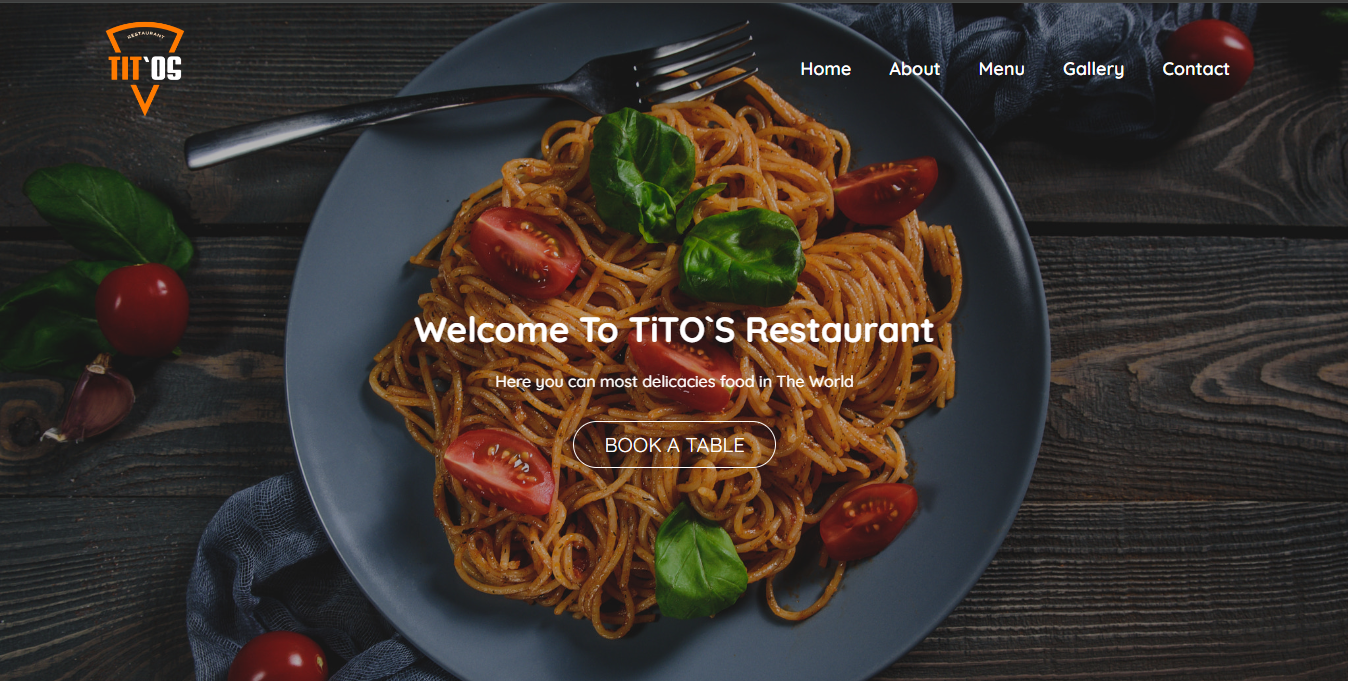 RESTAURANT
TIT`OS
Home About Menu Gallery Contact
Welcome To TiTO`S Restaurant
Here you can most delicacies food in The World
BOOK A TABLE